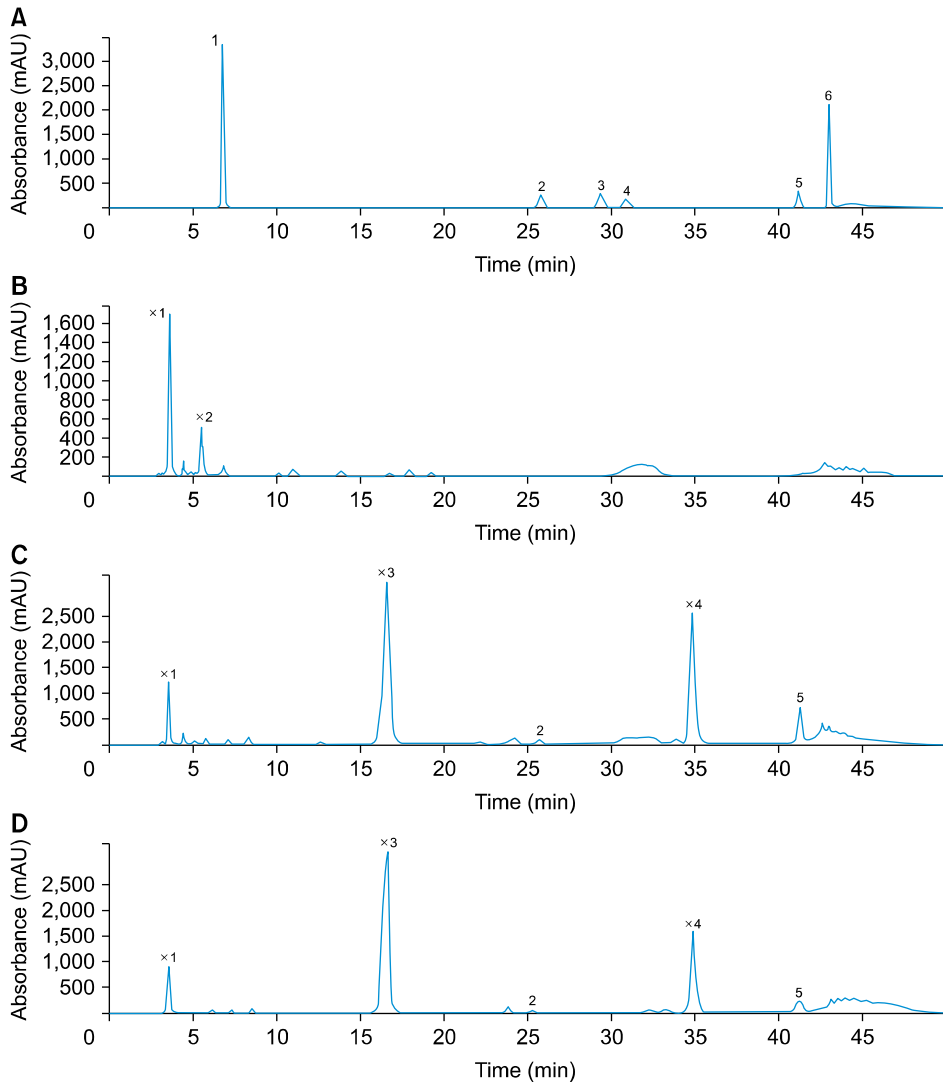 A
Absorbance (mAU)
3,000
2,500
2,000
1,500
1,000
500
0
1
2
3
4
5
6
5 10 15 20 25 30 35 40 45
Time (min)
B
Absorbance (mAU)
1,600
1,400
1,200
1,000
800
600
400
200
0
×1
×2
5 10 15 20 25 30 35 40 45
Time (min)
C
Absorbance (mAU)
2,500
2,000
1,500
1,000
500
0
×1
×3
2
×4
5
5 10 15 20 25 30 35 40 45
Time (min)
D
Absorbance (mAU)
2,500
2,000
1,500
1,000
500
0
×1
×3
2
×4
5
5 10 15 20 25 30 35 40 45
Time (min)